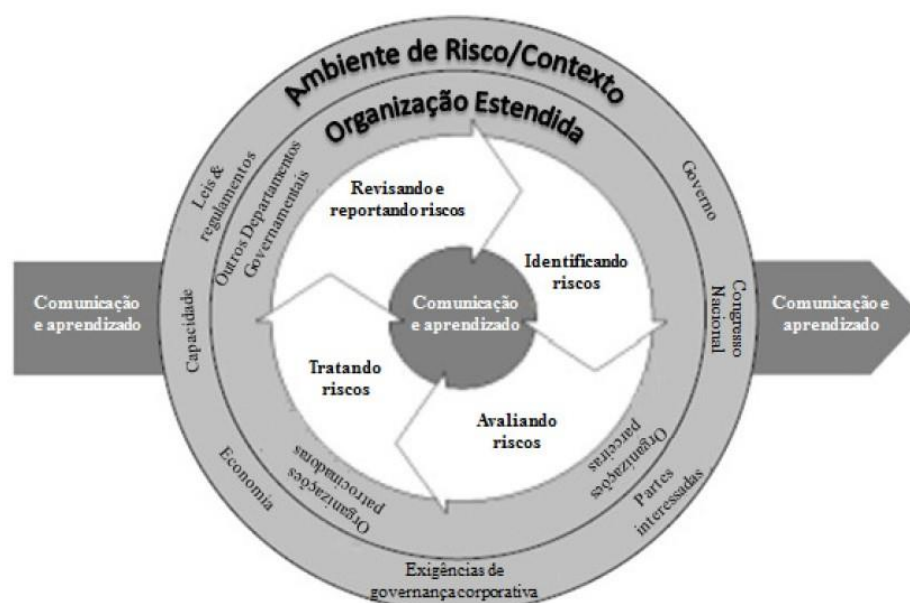 Ambiente de Risco/Contexto
Organização Estendida
Leis &
regulamentos
Outros Departamentos
Governamentais
Governo
Revisando e
reportando riscos
Identificando
riscos
Comunicação
e aprendizado
Capacidade
Comunicação
e aprendizado
Congresso
Nacional
Comunicação e
aprendizado
Tratando
riscos
Avaliando
riscos
Economia
Organizações
patrocinadoras
Organizações
parceiras
Partes
interessadas
Exigências de
governança corporativa